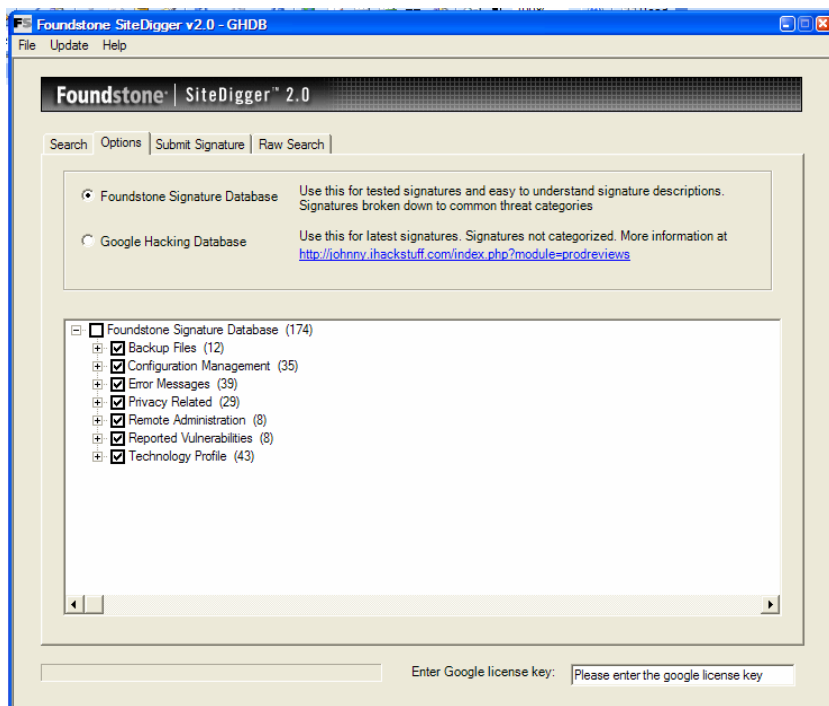 Foundstone SiteDigger v2.0 - GHDB
File Update Help
Foundstone | SiteDigger™ 2.0
Search Options Submit Signature Raw Search
Foundstone Signature Database
Use this for tested signatures and easy to understand signature descriptions.
Signatures broken down to common threat categories
Google Hacking Database
Use this for latest signatures. Signatures not categorized. More information at
http://johnny.ihackstuff.com/index.php?module=prodreviews
Foundstone Signature Database (174)
Backup Files (12)
Configuration Management (35)
Error Messages (39)
Privacy Related (29)
Remote Administration (8)
Reported Vulnerabilities (8)
Technology Profile (43)
Enter Google license key: Please enter the google license key